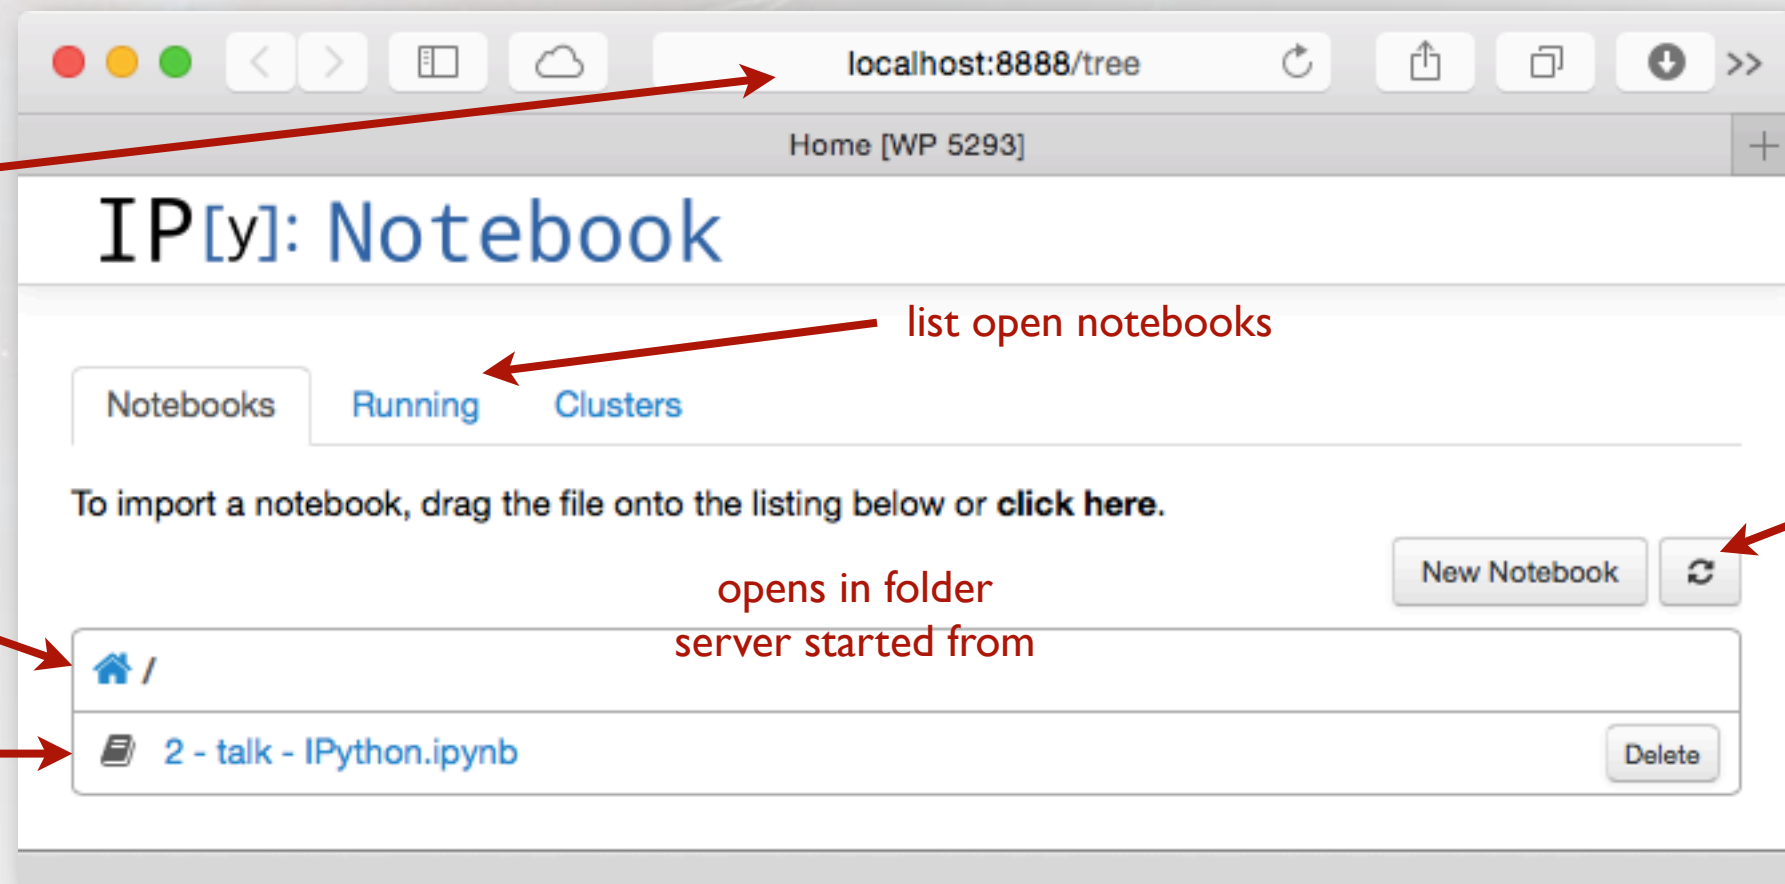 localhost:8888/tree
>>
Home [WP 5293]
+
IP[y]: Notebook
list open notebooks
Notebooks Running Clusters
To import a notebook, drag the file onto the listing below or click here.
New Notebook
opens in folder
server started from
/
2 - talk - IPython.ipynb
Delete